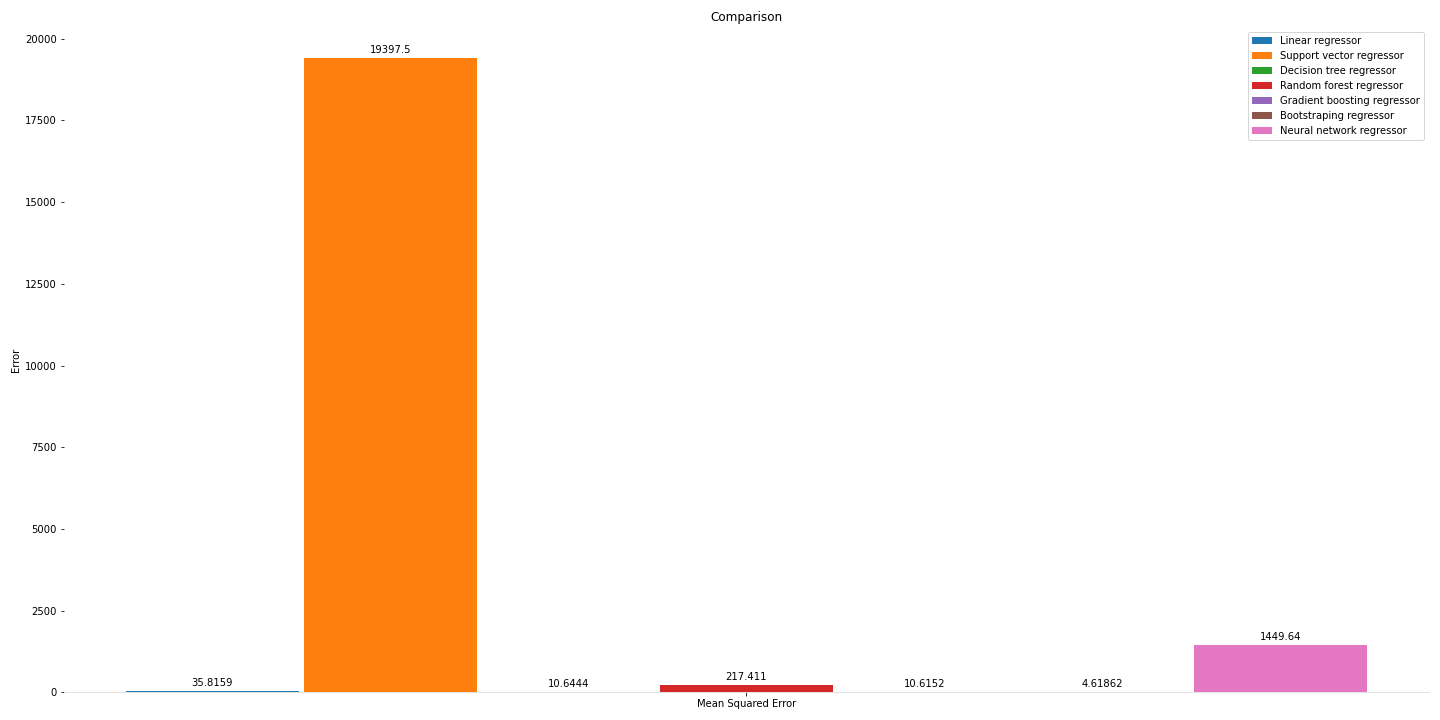 Comparison
20000
17500
15000
12500
10000
7500
5000
2500
0
Error
35.8159
19397.5
10.6444
217.411
10.6152
4.61862
1449.64
Mean Squared Error
Linear regressor
Support vector regressor
Decision tree regressor
Random forest regressor
Gradient boosting regressor
Bootstraping regressor
Neural network regressor